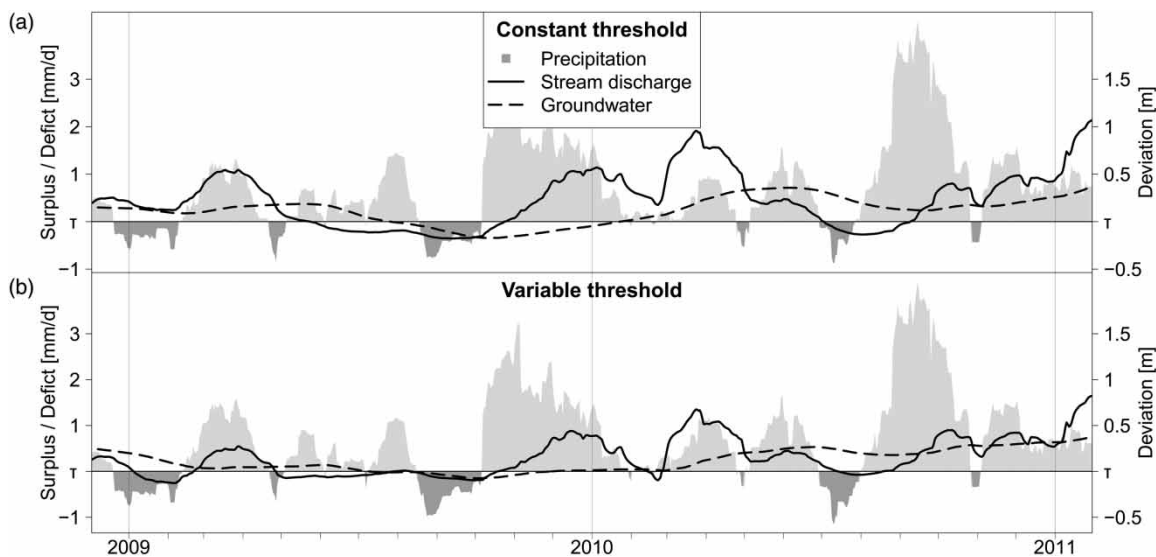 (a)
Constant threshold
Precipitation
Stream discharge
Groundwater
Surplus / Defict [mm/d]
3
2
1
τ
−1
Deviation [m]
1.5
1
0.5
τ
−0.5
(b)
Variable threshold
Surplus / Defict [mm/d]
3
2
1
τ
−1
Deviation [m]
1.5
1
0.5
τ
−0.5
2009
2010
2011